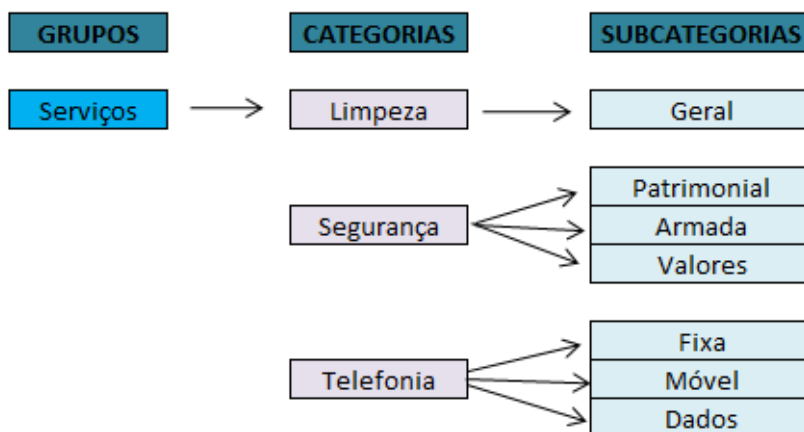 GRUPOS CATEGORIAS SUBCATEGORIAS
Serviços Limpeza Geral
Patrimonial
Segurança Armada
Valores
Fixa
Telefonia Móvel
Dados